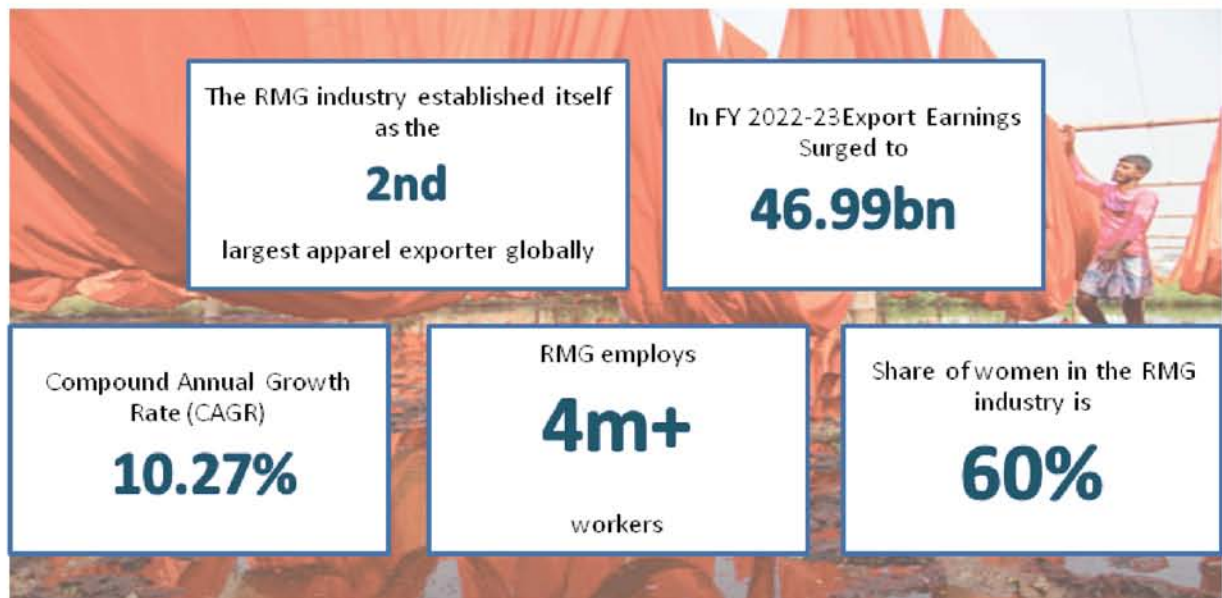 The RMG industry established itself
as the
2nd
largest apparel exporter globally
In FY 2022-23Export Earnings
Surged to
46.99bn
Compound Annual Growth
Rate (CAGR)
10.27%
RMG employs
4m+
workers
Share of women in the RMG
industry is
60%